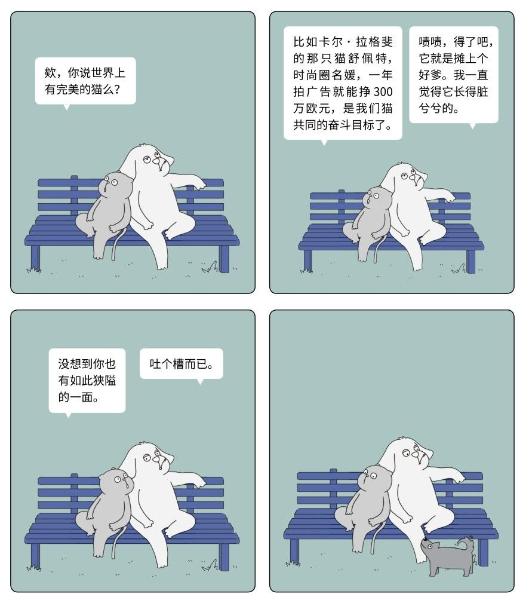 欸，你说世界上
有完美的猫么？
比如卡尔·拉格斐
的那只猫舒佩特，
时尚圈名媛，一年
拍广告就能挣 300
万欧元，是我们猫
共同的奋斗目标了。
啧啧，得了吧，
它就是摊上个
好爹。我一直
觉得它长得脏
兮兮的。
没想到你也
有如此狭隘
的一面。
吐个槽而已。